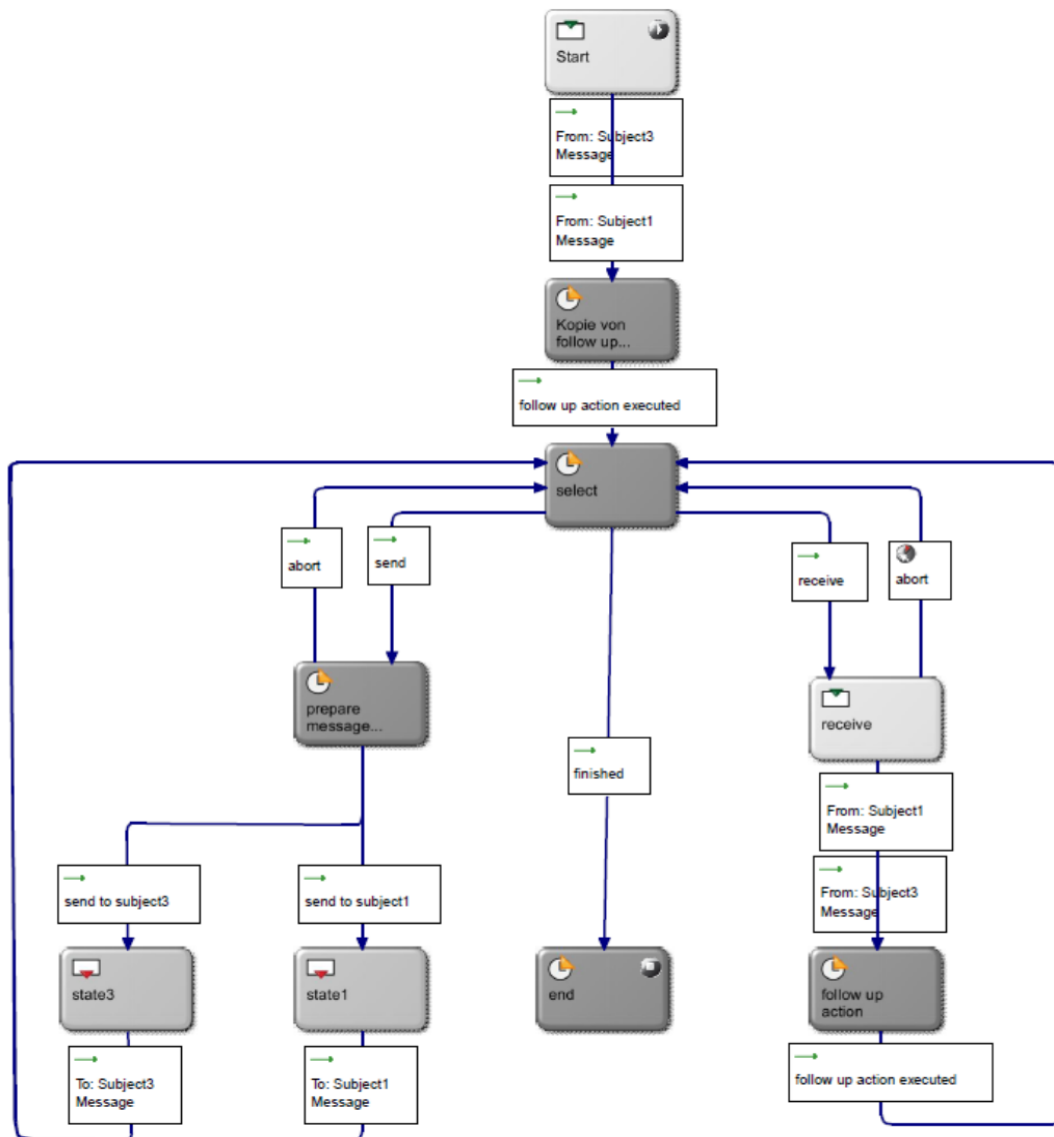 Start
From: Subject3
Message
From: Subject1
Message
Kopie von
follow up...
follow up action executed
select
abort
send
receive
abort
prepare
message...
receive
finished
From: Subject1
Message
From: Subject3
Message
send to subject3
send to subject1
state3
state1
end
follow up
action
To: Subject3
Message
To: Subject1
Message
follow up action executed